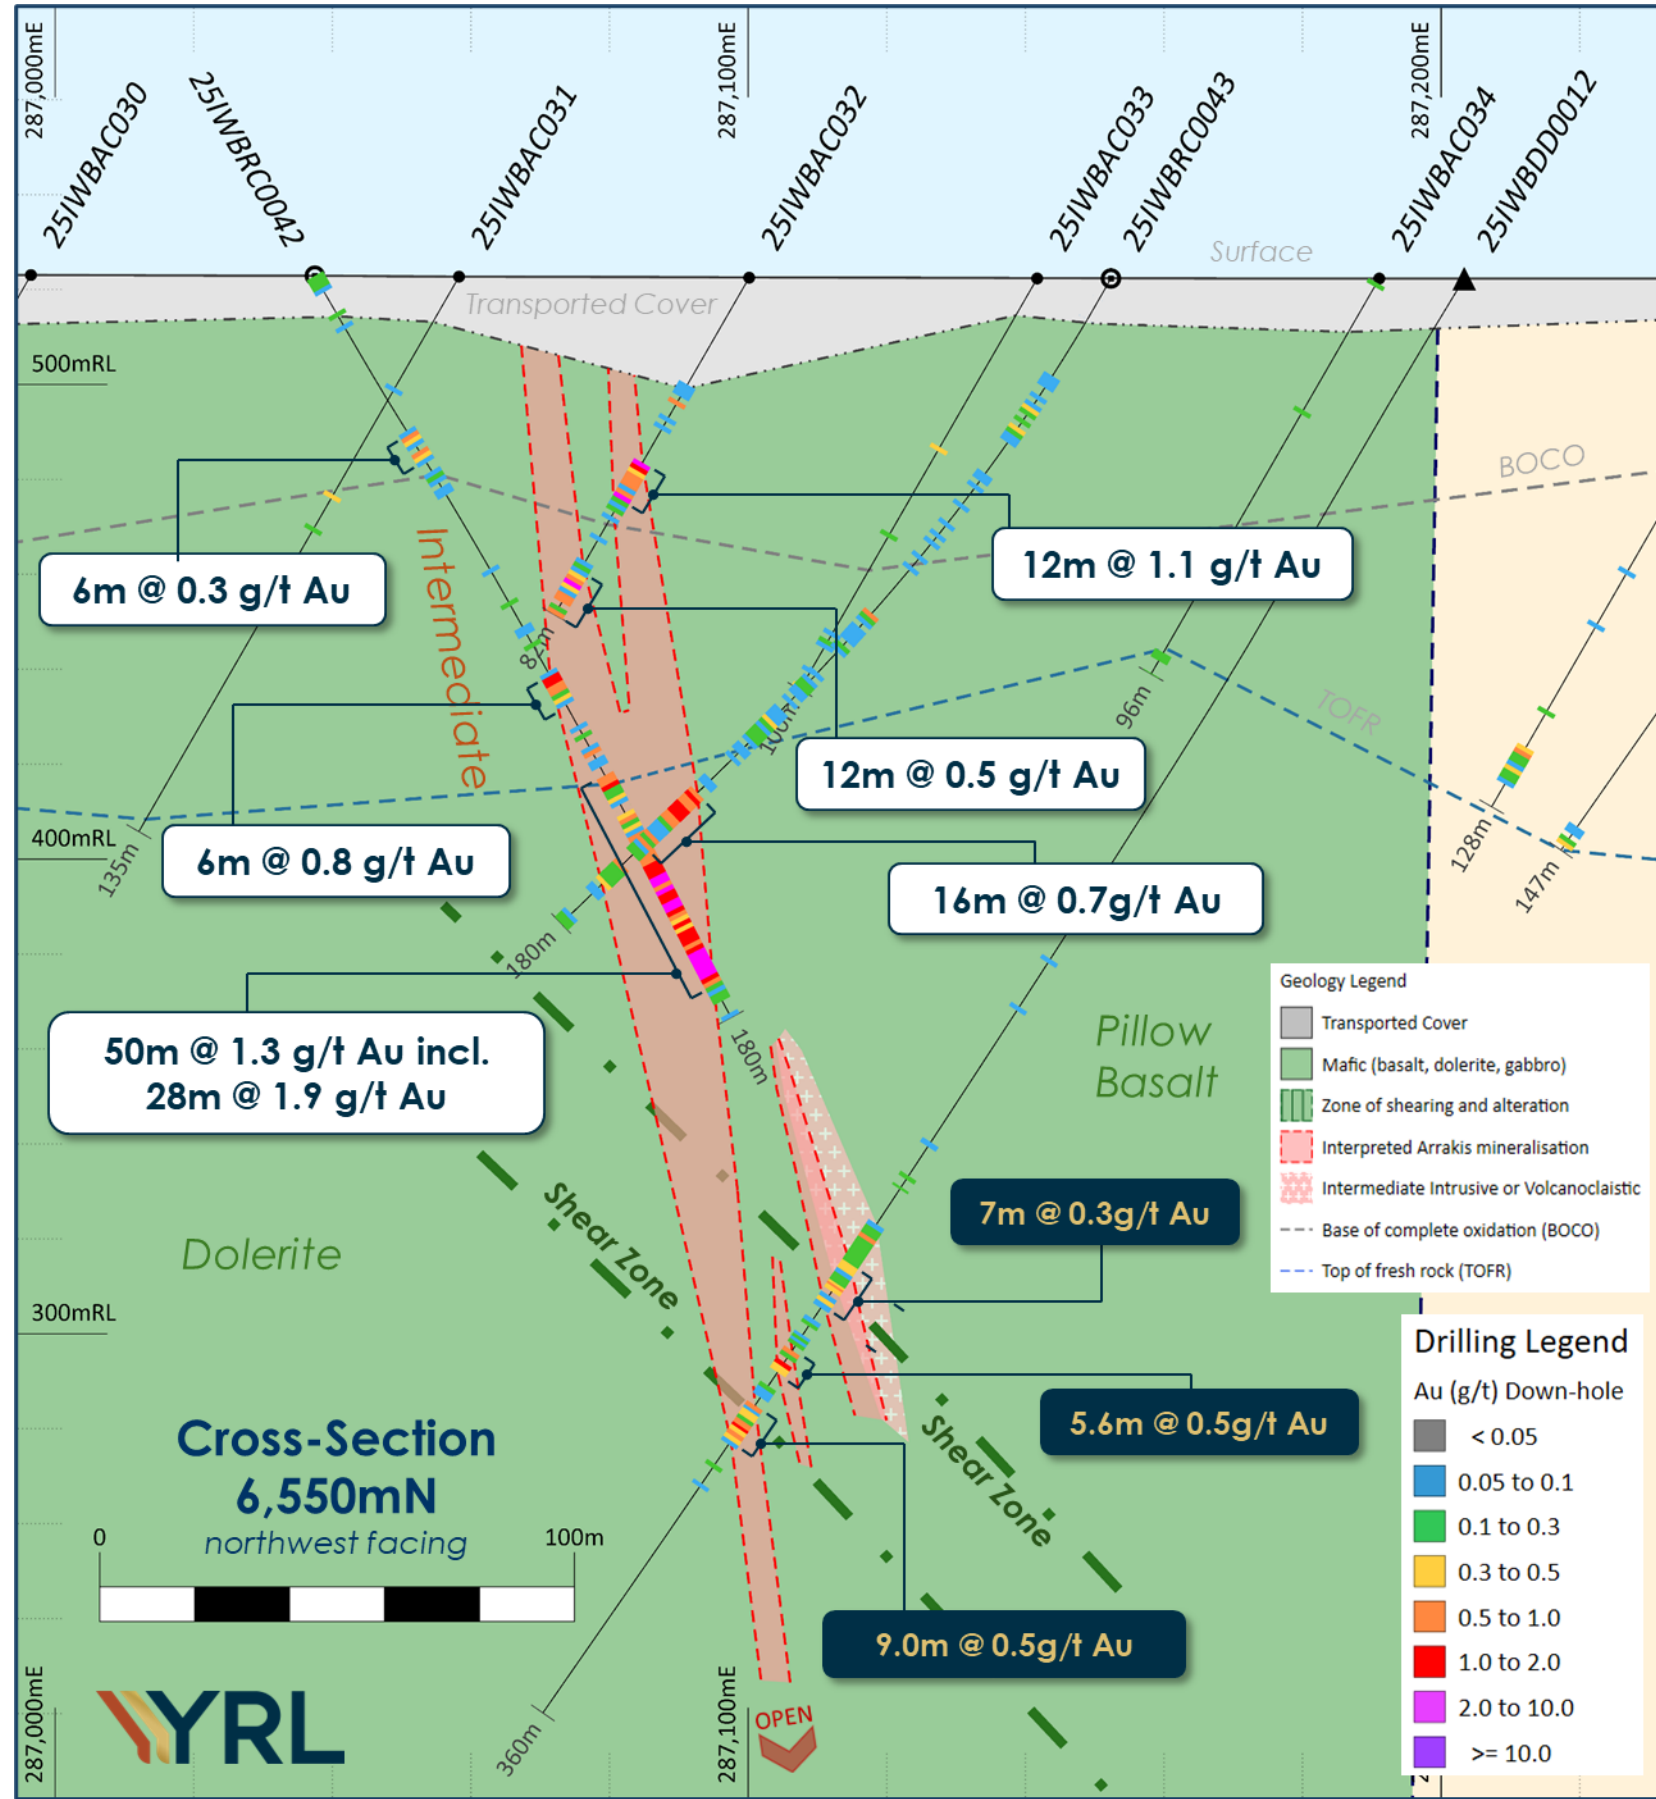 287,000mE
287,100mE
287,200mE
25IWBAC030
25IWBRC0042
25IWBAC031
25IWBAC032
25IWBAC033
25IWBRC0043
25IWBAC034
25IWBDD0012
Surface
Transported Cover
500mRL
BOCO
6m @ 0.3 g/t Au
12m @ 1.1 g/t Au
Intermediate
82m
96m
TOFR
100m
12m @ 0.5 g/t Au
400mRL
135m
6m @ 0.8 g/t Au
16m @ 0.7g/t Au
128m
147m
180m
180m
50m @ 1.3 g/t Au incl.
28m @ 1.9 g/t Au
Pillow
Basalt
Geology Legend
Transported Cover
Mafic (basalt, dolerite, gabbro)
Zone of shearing and alteration
Interpreted Arrakis mineralisation
Intermediate Intrusive or Volcanoclaistic
Base of complete oxidation (BOCO)
Top of fresh rock (TOFR)
7m @ 0.3g/t Au
Shear Zone
Dolerite
300mRL
5.6m @ 0.5g/t Au
Shear Zone
Drilling Legend
Au (g/t) Down-hole
< 0.05
0.05 to 0.1
0.1 to 0.3
0.3 to 0.5
0.5 to 1.0
1.0 to 2.0
2.0 to 10.0
>= 10.0
Cross-Section
6,550mN
northwest facing
0 100m
9.0m @ 0.5g/t Au
YRL
360m
OPEN
287,000mE
287,100mE